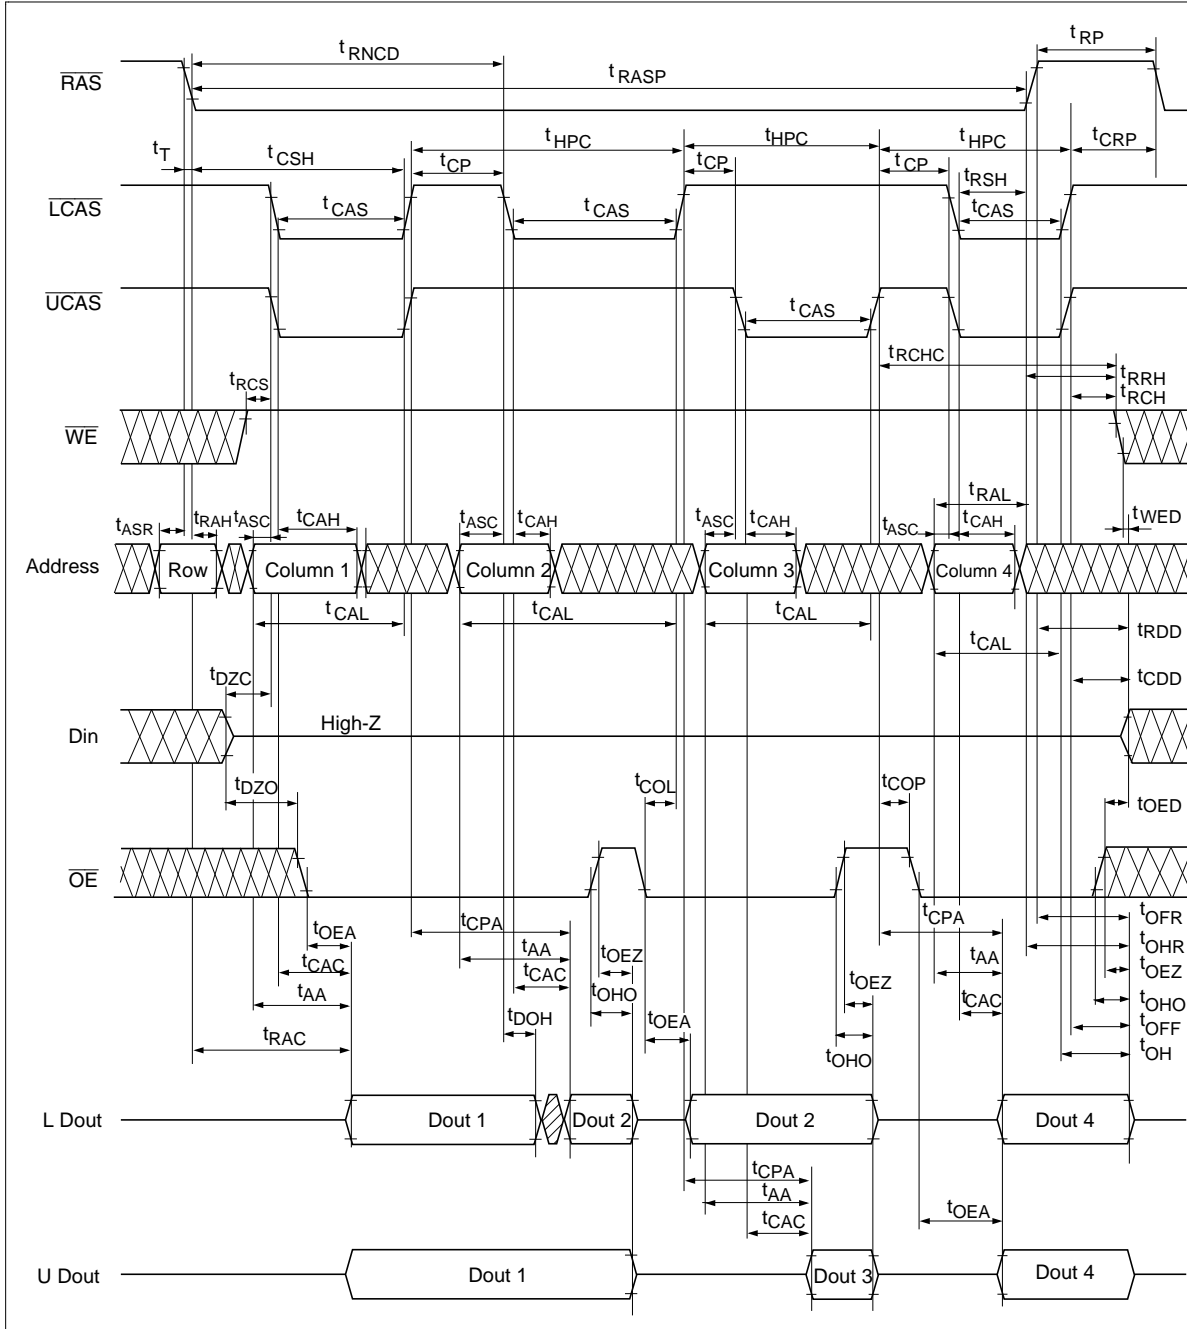 tRNCD
tRP
RAS
tRASP
tT
tCSH
tHPC
tHPC
tHPC
tCRP
tCP
tCP
tCP
tRSH
LCAS
tCAS
tCAS
tCAS
UCAS
tCAS
tRCHC
tRCS
tRRH
tRCH
WE
tRAL
tASR
tRAH
tASC
tCAH
tASC
tCAH
tASC
tCAH
tASC
tCAH
tWED
Address
Row
Column 1
Column 2
Column 3
Column 4
tCAL
tCAL
tCAL
tCAL
tRDD
tDZC
tCDD
Din
High-Z
tDZO
tCOL
tCOP
tOED
OE
tOEA
tCPA
tCPA
tOFR
tCAC
tAA
tOEZ
tAA
tOHR
tAA
tCAC
tOHO
tOEZ
tCAC
tOEZ
tRAC
tDOH
tOEA
tOHO
tOHO
tOFF
tOH
L Dout
Dout 1
Dout 2
Dout 2
Dout 4
tCPA
tAA
tCAC
tOEA
U Dout
Dout 1
Dout 3
Dout 4